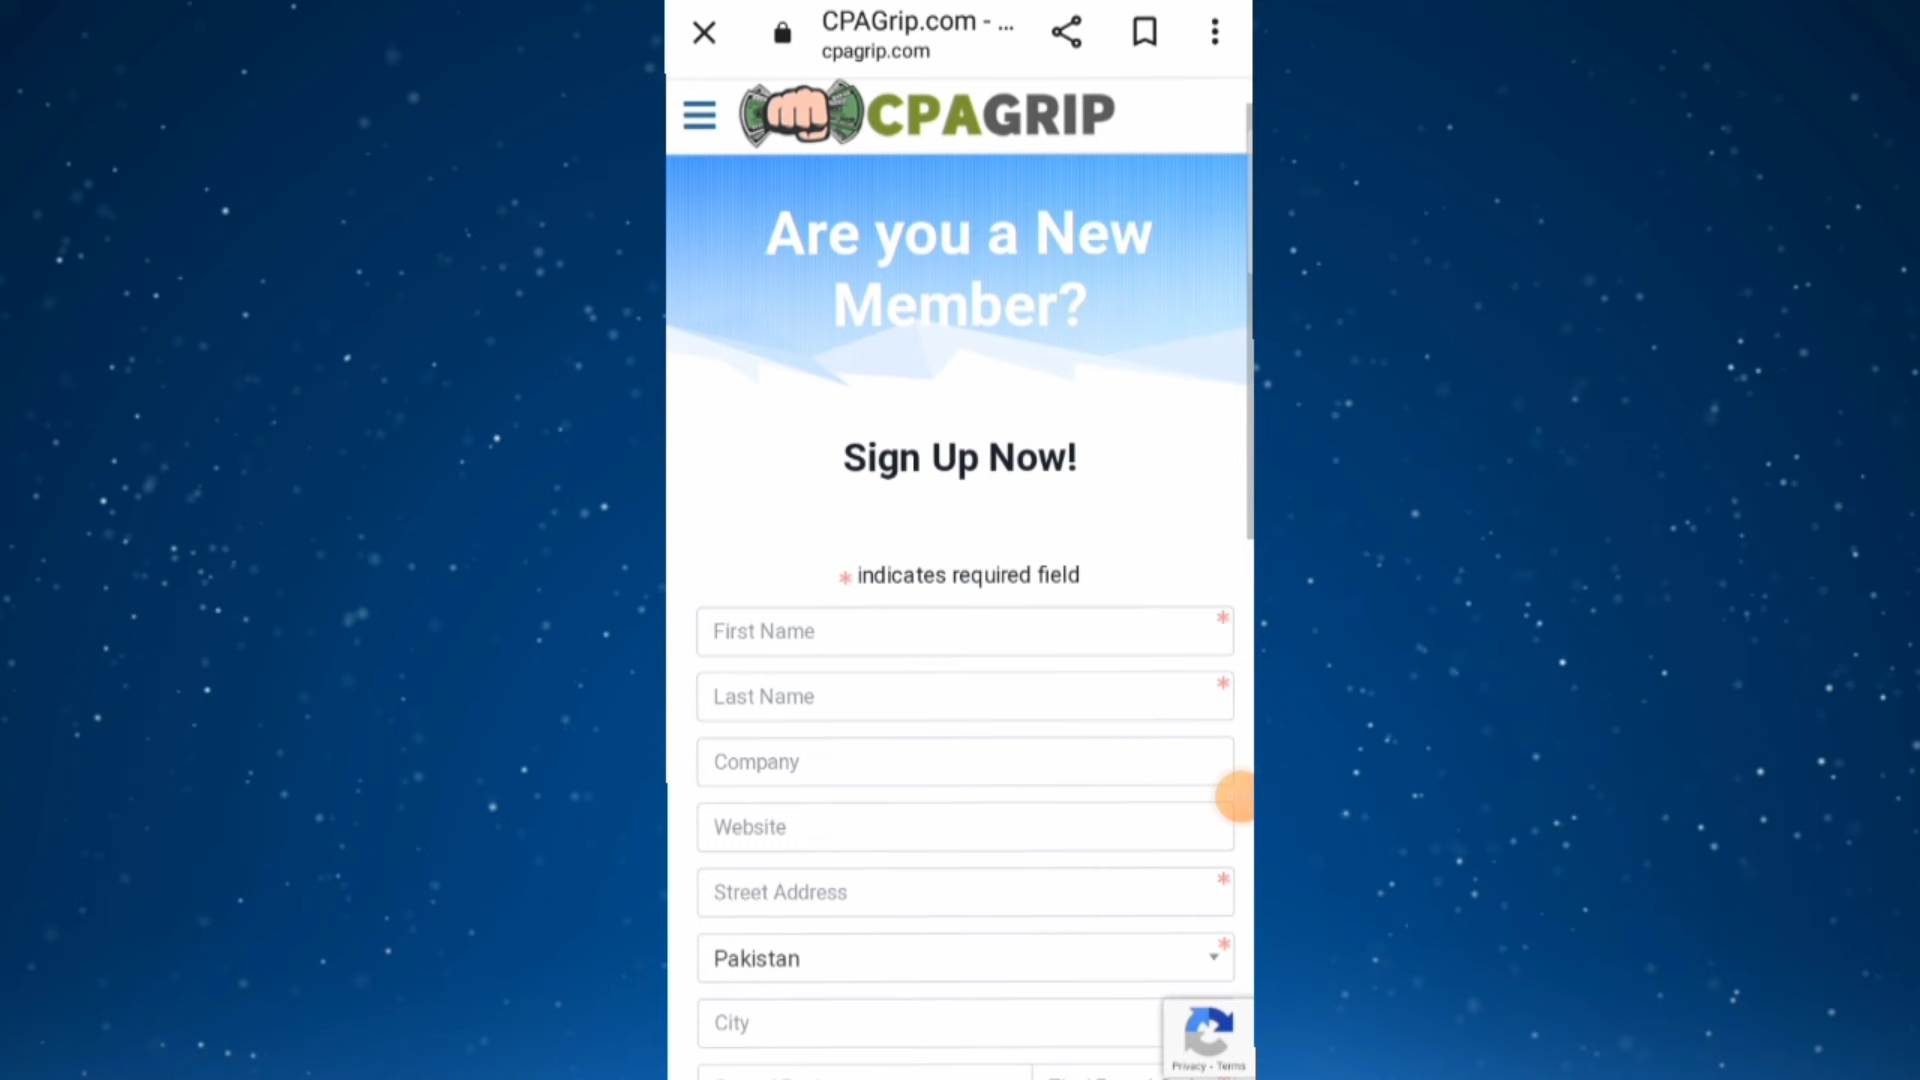 CPAGrip.com - ...
cpagrip.com
CPAGRIP
Are you a New
Member?
Sign Up Now!
* indicates required field
First Name *
Last Name *
Company
Website
Street Address *
Pakistan *
City
Privacy - Terms